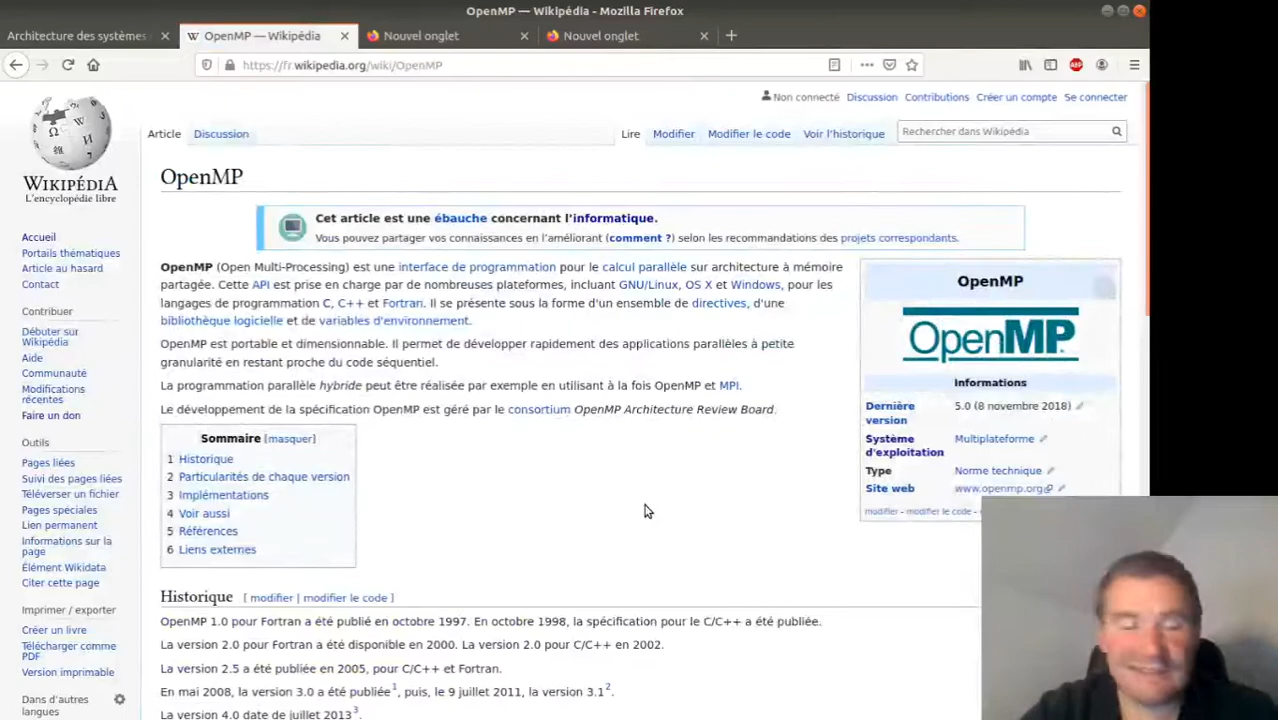 OpenMP — Wikipédia - Mozilla Firefox
Architecture des systèmes
OpenMP — Wikipédia
Nouvel onglet
Nouvel onglet
https://fr.wikipedia.org/wiki/OpenMP
ABP
Non connecté Discussion Contributions Créer un compte Se connecter
Article Discussion
Lire Modifier Modifier le code Voir l'historique
Rechercher dans Wikipédia
WIKIPÉDIA
L'encyclopédie libre
Accueil
Portails thématiques
Article au hasard
Contact
Contribuer
Débuter sur
Wikipédia
Aide
Communauté
Modifications
récentes
Faire un don
Outils
Pages liées
Suivi des pages liées
Téléverser un fichier
Pages spéciales
Lien permanent
Informations sur la
page
Élément Wikidata
Citer cette page
Imprimer / exporter
Créer un livre
Télécharger comme
PDF
Version imprimable
Dans d'autres
langues
OpenMP
Cet article est une ébauche concernant l'informatique.
Vous pouvez partager vos connaissances en l'améliorant (comment ?) selon les recommandations des projets correspondants.
OpenMP (Open Multi-Processing) est une interface de programmation pour le calcul parallèle sur architecture à mémoire
partagée. Cette API est prise en charge par de nombreuses plateformes, incluant GNU/Linux, OS X et Windows, pour les
langages de programmation C, C++ et Fortran. Il se présente sous la forme d'un ensemble de directives, d'une
bibliothèque logicielle et de variables d'environnement.
OpenMP est portable et dimensionnable. Il permet de développer rapidement des applications parallèles à petite
granularité en restant proche du code séquentiel.
La programmation parallèle hybride peut être réalisée par exemple en utilisant à la fois OpenMP et MPI.
Le développement de la spécification OpenMP est géré par le consortium OpenMP Architecture Review Board.
Sommaire [masquer]
1 Historique
2 Particularités de chaque version
3 Implémentations
4 Voir aussi
5 Références
6 Liens externes
OpenMP
OpenMP
Informations
Dernière
version
5.0 (8 novembre 2018)
Système
d'exploitation
Multiplateforme
Type Norme technique
Site web www.openmp.org
modifier - modifier le code -
Historique [ modifier | modifier le code ]
OpenMP 1.0 pour Fortran a été publié en octobre 1997. En octobre 1998, la spécification pour le C/C++ a été publiée.
La version 2.0 pour Fortran a été disponible en 2000. La version 2.0 pour C/C++ en 2002.
La version 2.5 a été publiée en 2005, pour C/C++ et Fortran.
En mai 2008, la version 3.0 a été publiée1, puis, le 9 juillet 2011, la version 3.12.
La version 4.0 date de juillet 20133.